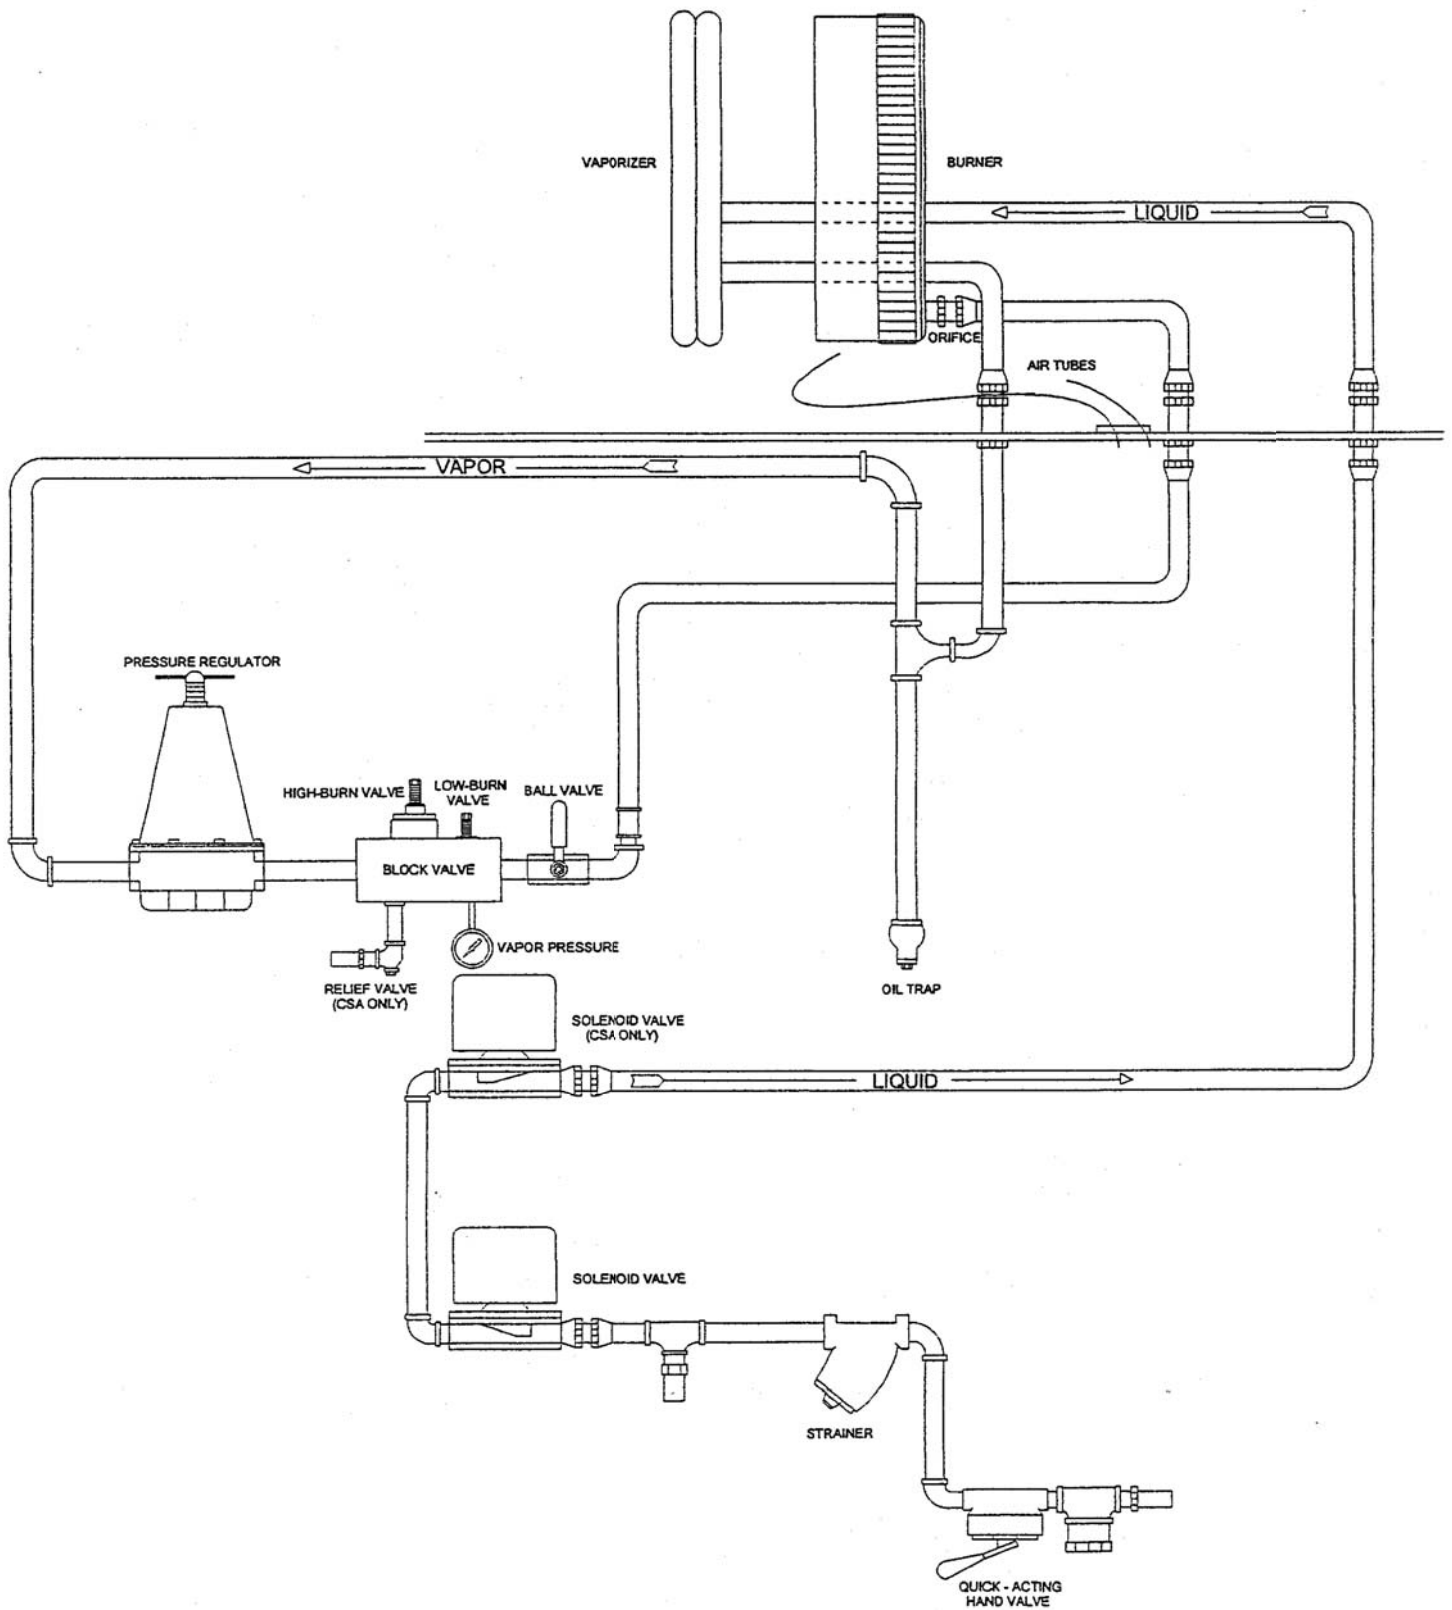 VAPORIZER
BURNER
LIQUID
ORIFICE
AIR TUBES
VAPOR
PRESSURE REGULATOR
HIGH-BURN VALVE
LOW-BURN
VALVE
BALL VALVE
BLOCK VALVE
VAPOR PRESSURE
RELIEF VALVE
(CSA ONLY)
OIL TRAP
SOLENOID VALVE
(CSA ONLY)
LIQUID
SOLENOID VALVE
STRAINER
QUICK - ACTING
HAND VALVE